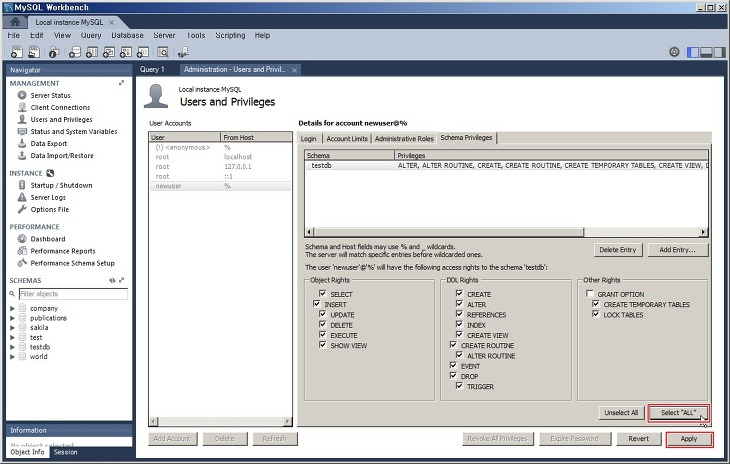 MySQL Workbench
Local instance MySQL
File Edit View Query Database Server Tools Scripting Help
Navigator
MANAGEMENT
Server Status
Client Connections
Users and Privileges
Status and System Variables
Data Export
Data Import/Restore
INSTANCE
Startup / Shutdown
Server Logs
Options File
PERFORMANCE
Dashboard
Performance Reports
Performance Schema Setup
SCHEMAS
Filter objects
company
publications
sakila
test
testdb
world
Information
Object Info Session
Query 1 Administration - Users and Privil...
Local instance MySQL
Users and Privileges
User Accounts
User From Host
(!) <anonymous> %
root localhost
root 127.0.0.1
root ::1
newuser %
Add Account Delete Refresh
Details for account newuser@%
Login Account Limits Administrative Roles Schema Privileges
Schema Privileges
testdb ALTER, ALTER ROUTINE, CREATE, CREATE ROUTINE, CREATE TEMPORARY TABLES, CREATE VIEW, D
Schema and Host fields may use % and _ wildcards.
The server will match specific entries before wildcarded ones.
Delete Entry Add Entry...
The user 'newuser'@'%' will have the following access rights to the schema 'testdb':
Object Rights
SELECT
INSERT
UPDATE
DELETE
EXECUTE
SHOW VIEW
DDL Rights
CREATE
ALTER
REFERENCES
INDEX
CREATE VIEW
CREATE ROUTINE
ALTER ROUTINE
EVENT
DROP
TRIGGER
Other Rights
GRANT OPTION
CREATE TEMPORARY TABLES
LOCK TABLES
Unselect All Select "ALL"
Revoke All Privileges Expire Password Revert Apply